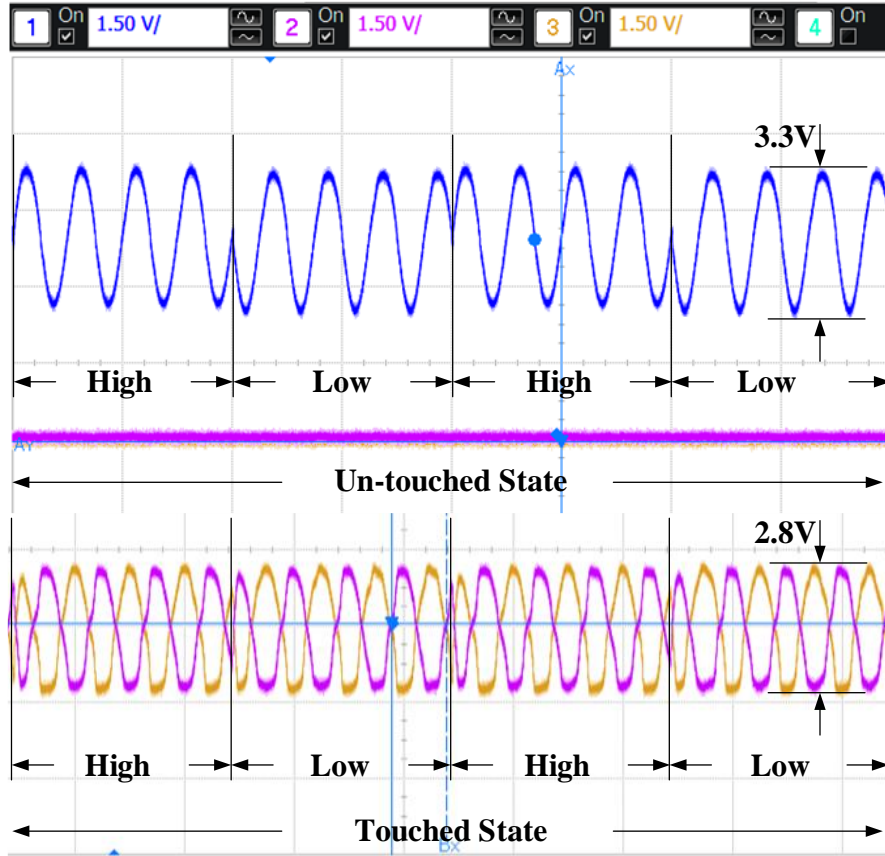 1 On 1.50 V/ 2 On 1.50 V/ 3 On 1.50 V/ 4 On
Ax
3.3V
High Low High Low
AY
Un-touched State
2.8V
High Low High Low
Touched State
Bx